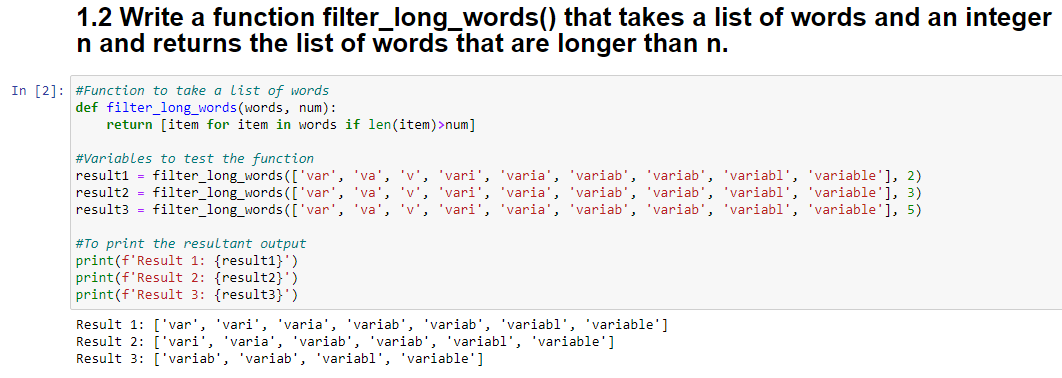 1.2 Write a function filter_long_words() that takes a list of words and an integer
n and returns the list of words that are longer than n.
In [2]: #Function to take a list of words
def filter_long_words(words, num):
    return [item for item in words if len(item)>num]
#Variables to test the function
result1 = filter_long_words(['var', 'va', 'v', 'vari', 'varia', 'variab', 'variab', 'variabl', 'variable'], 2)
result2 = filter_long_words(['var', 'va', 'v', 'vari', 'varia', 'variab', 'variab', 'variabl', 'variable'], 3)
result3 = filter_long_words(['var', 'va', 'v', 'vari', 'varia', 'variab', 'variab', 'variabl', 'variable'], 5)
#To print the resultant output
print(f'Result 1: {result1}')
print(f'Result 2: {result2}')
print(f'Result 3: {result3}')
Result 1: ['var', 'vari', 'varia', 'variab', 'variab', 'variabl', 'variable']
Result 2: ['vari', 'varia', 'variab', 'variab', 'variabl', 'variable']
Result 3: ['variab', 'variab', 'variabl', 'variable']